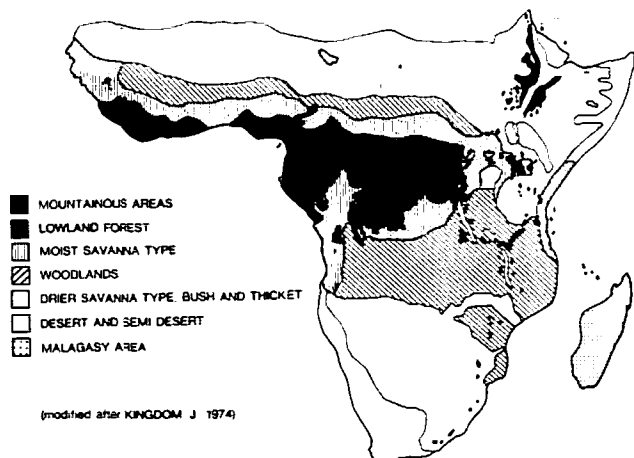 MOUNTAINOUS AREAS
LOWLAND FOREST
MOIST SAVANNA TYPE
WOODLANDS
DRIER SAVANNA TYPE, BUSH AND THICKET
DESERT AND SEMI DESERT
MALAGASY AREA
(modified after KINGDOM J 1974)